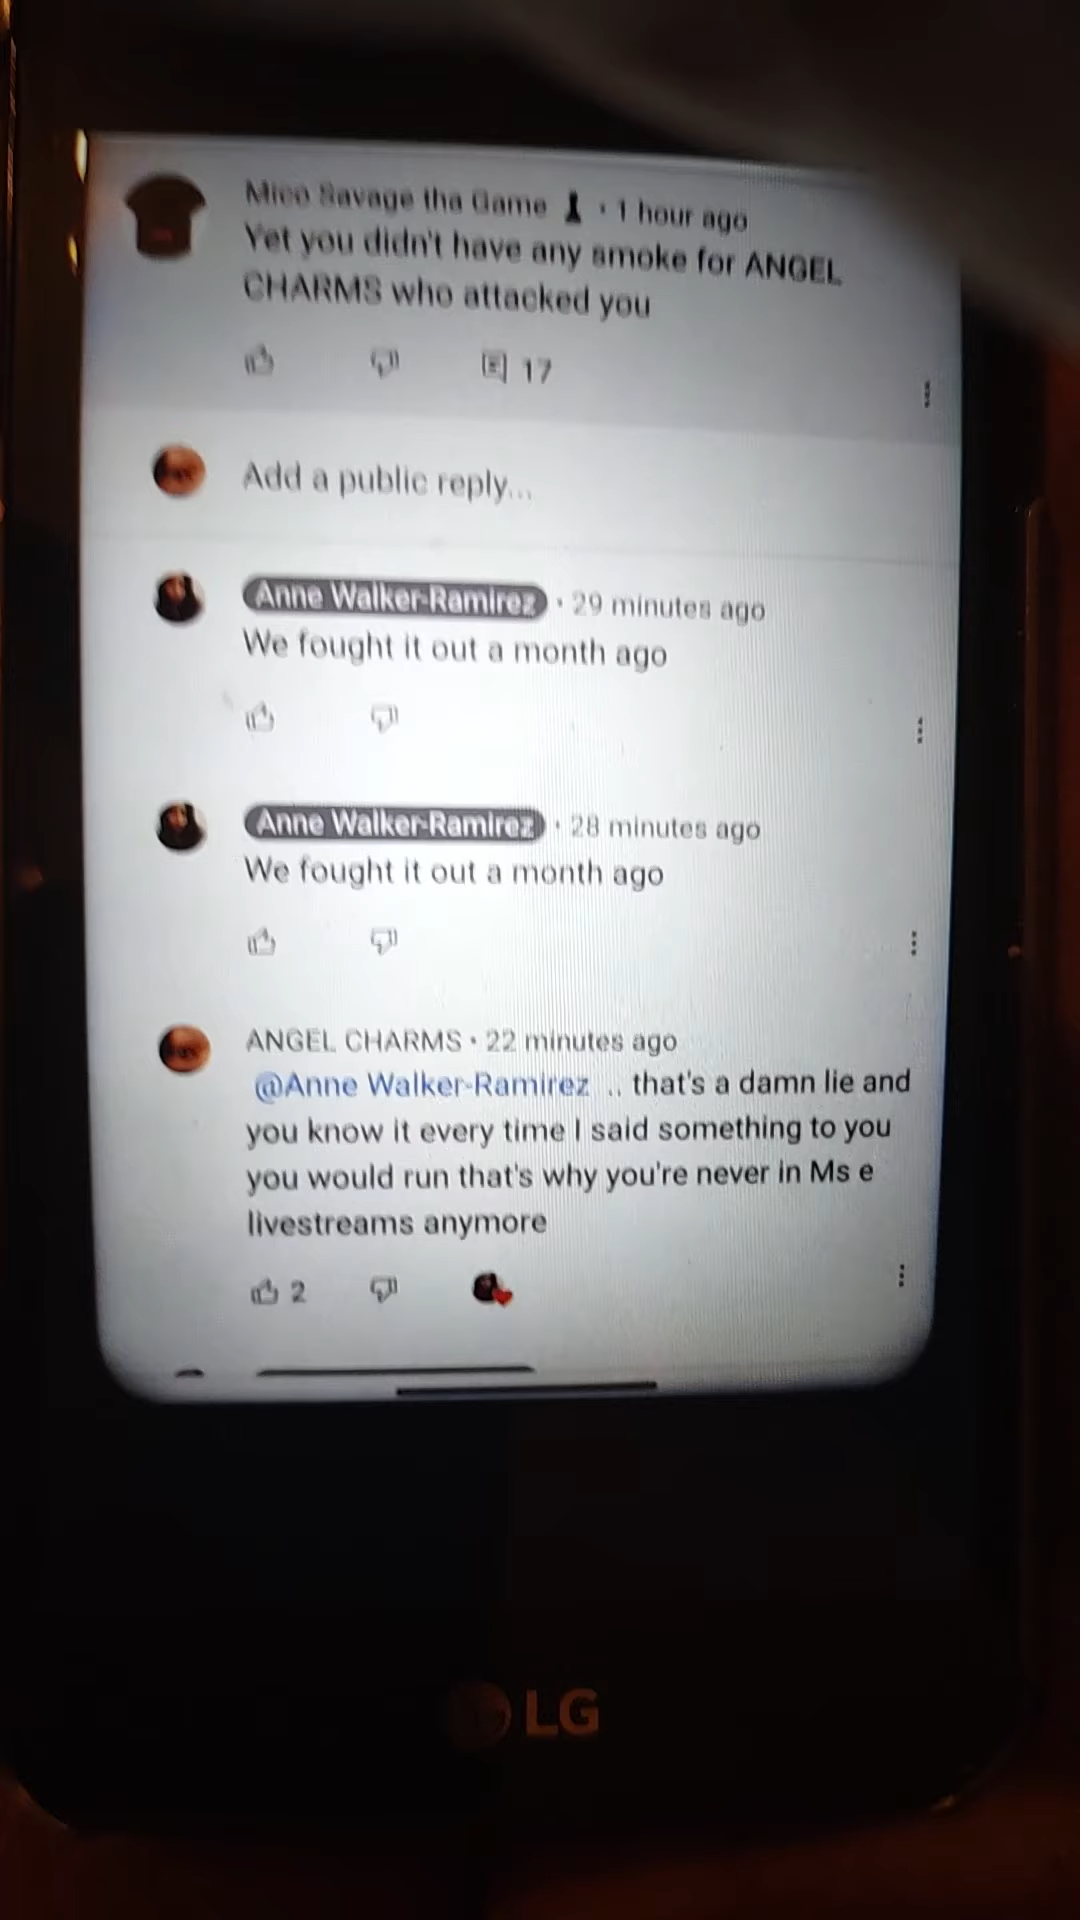 Mico Savage tha Game · 1 hour ago
Yet you didn't have any smoke for ANGEL
CHARMS who attacked you
17
Add a public reply...
Anne Walker-Ramirez · 29 minutes ago
We fought it out a month ago
Anne Walker-Ramirez · 28 minutes ago
We fought it out a month ago
ANGEL CHARMS · 22 minutes ago
@Anne Walker-Ramirez .. that's a damn lie and
you know it every time I said something to you
you would run that's why you're never in Ms e
livestreams anymore
2
LG